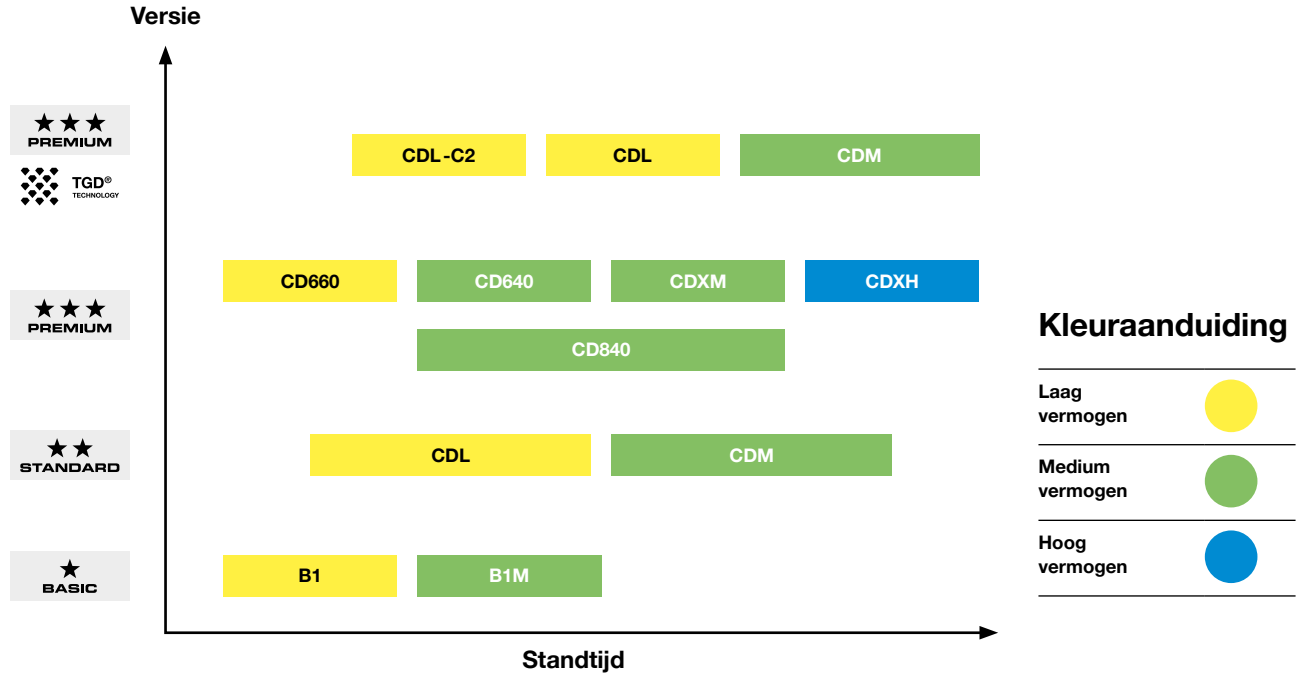 Versie
PREMIUM
TGD®
TECHNOLOGY
CDL-C2
CDL
CDM
PREMIUM
CD660
CD640
CDXM
CDXH
CD840
STANDARD
CDL
CDM
BASIC
B1
B1M
Standtijd
Kleuraanduiding
Laag
vermogen
Medium
vermogen
Hoog
vermogen